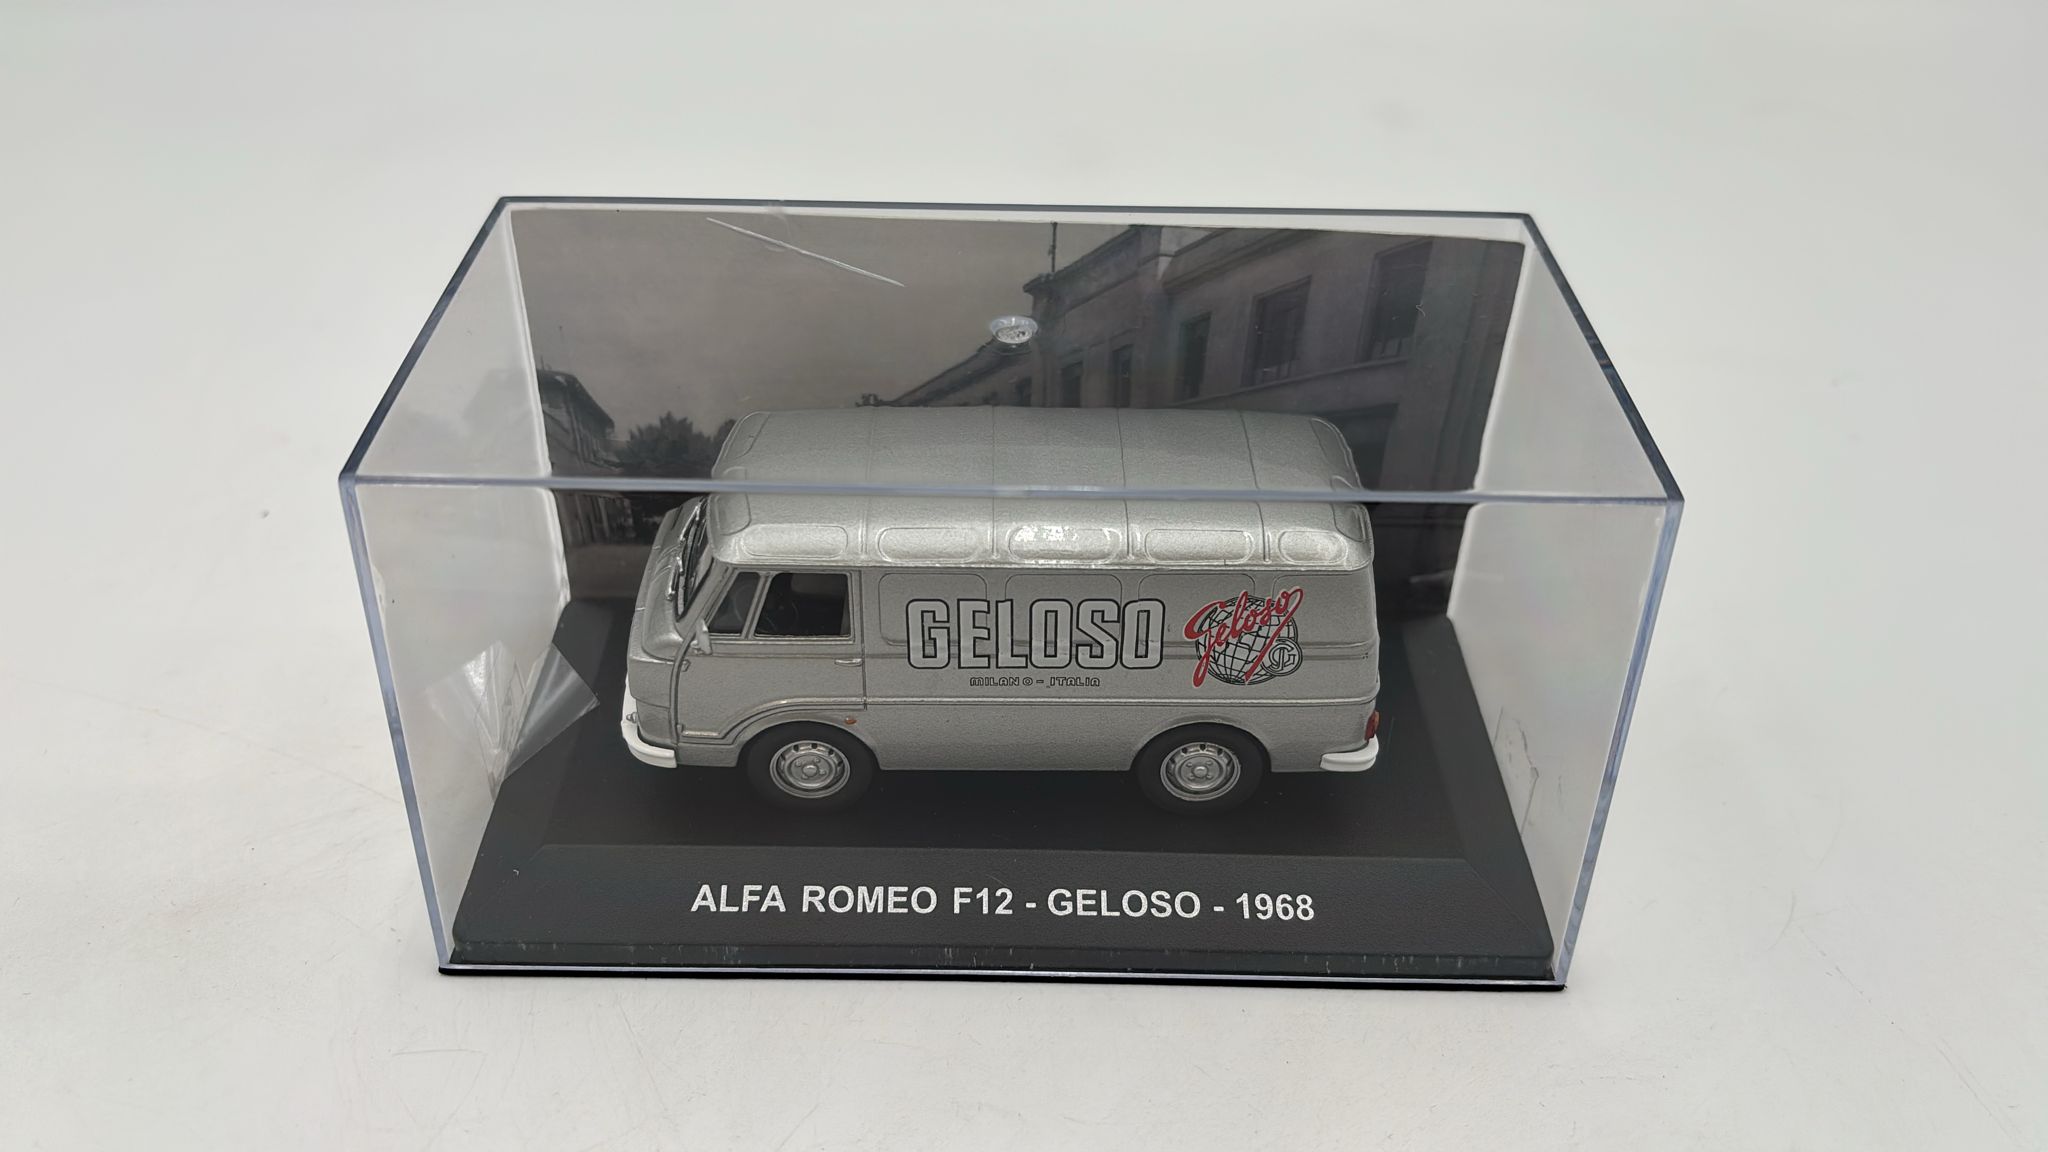 GELOSO
MILANO - ITALIA
Geloso
G
ALFA ROMEO F12 - GELOSO - 1968